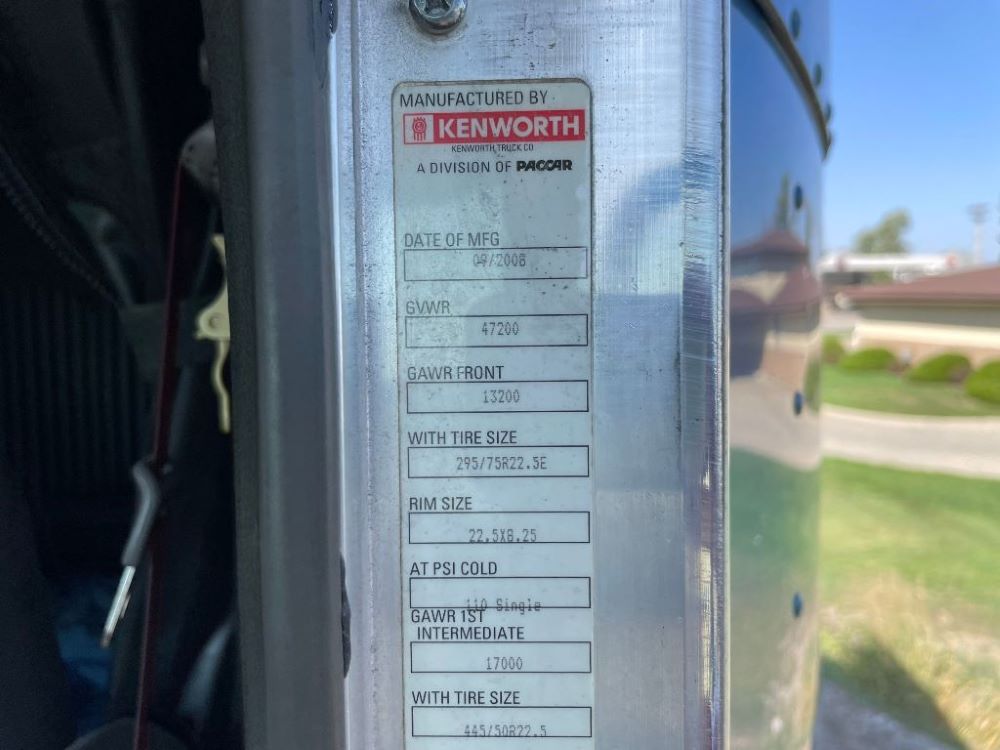 MANUFACTURED BY
KENWORTH
KENWORTH TRUCK CO
A DIVISION OF PACCAR
DATE OF MFG
09/2008
GVWR
47200
GAWR FRONT
13200
WITH TIRE SIZE
295/75R22.5E
RIM SIZE
22.5X8.25
AT PSI COLD
110 Single
GAWR 1ST
INTERMEDIATE
17000
WITH TIRE SIZE
445/50R22.5